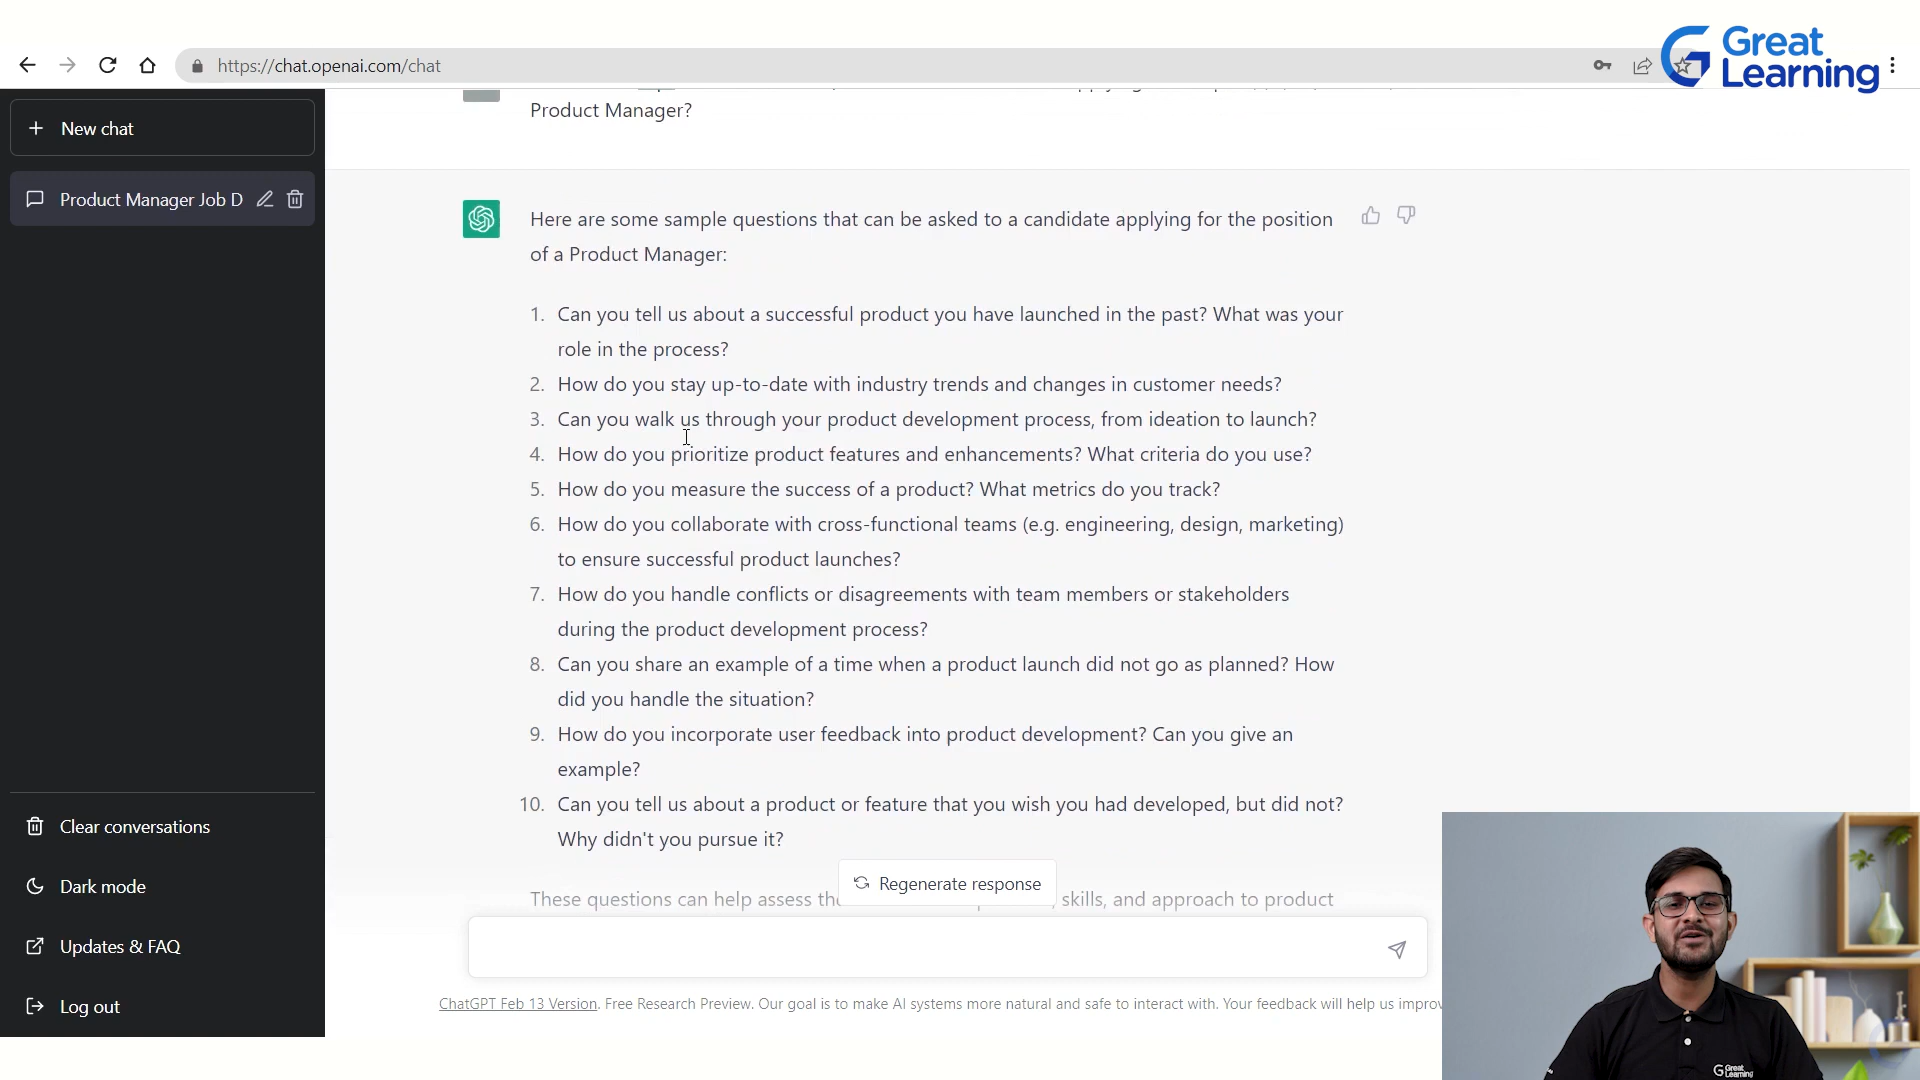 Great
Learning
https://chat.openai.com/chat
New chat
Product Manager Job D
Product Manager?
Here are some sample questions that can be asked to a candidate applying for the position
of a Product Manager:
1. Can you tell us about a successful product you have launched in the past? What was your
role in the process?
2. How do you stay up-to-date with industry trends and changes in customer needs?
3. Can you walk us through your product development process, from ideation to launch?
4. How do you prioritize product features and enhancements? What criteria do you use?
5. How do you measure the success of a product? What metrics do you track?
6. How do you collaborate with cross-functional teams (e.g. engineering, design, marketing)
to ensure successful product launches?
7. How do you handle conflicts or disagreements with team members or stakeholders
during the product development process?
8. Can you share an example of a time when a product launch did not go as planned? How
did you handle the situation?
9. How do you incorporate user feedback into product development? Can you give an
example?
10. Can you tell us about a product or feature that you wish you had developed, but did not?
Why didn't you pursue it?
These questions can help assess the skills, and approach to product
Regenerate response
ChatGPT Feb 13 Version. Free Research Preview. Our goal is to make AI systems more natural and safe to interact with. Your feedback will help us improv
Clear conversations
Dark mode
Updates & FAQ
Log out
Great
Learning